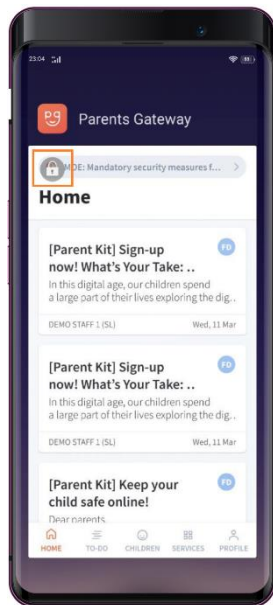 23:04
Parents Gateway
MOE: Mandatory security measures f...
Home
[Parent Kit] Sign-up
now! What's Your Take: ..
FD
In this digital age, our children spend
a large part of their lives exploring the dig..
DEMO STAFF 1 (SL)
Wed, 11 Mar
[Parent Kit] Sign-up
now! What's Your Take: ..
FD
In this digital age, our children spend
a large part of their lives exploring the dig..
DEMO STAFF 1 (SL)
Wed, 11 Mar
[Parent Kit] Keep your
child safe online!
FD
Dear parents
HOME TO-DO CHILDREN SERVICES PROFILE